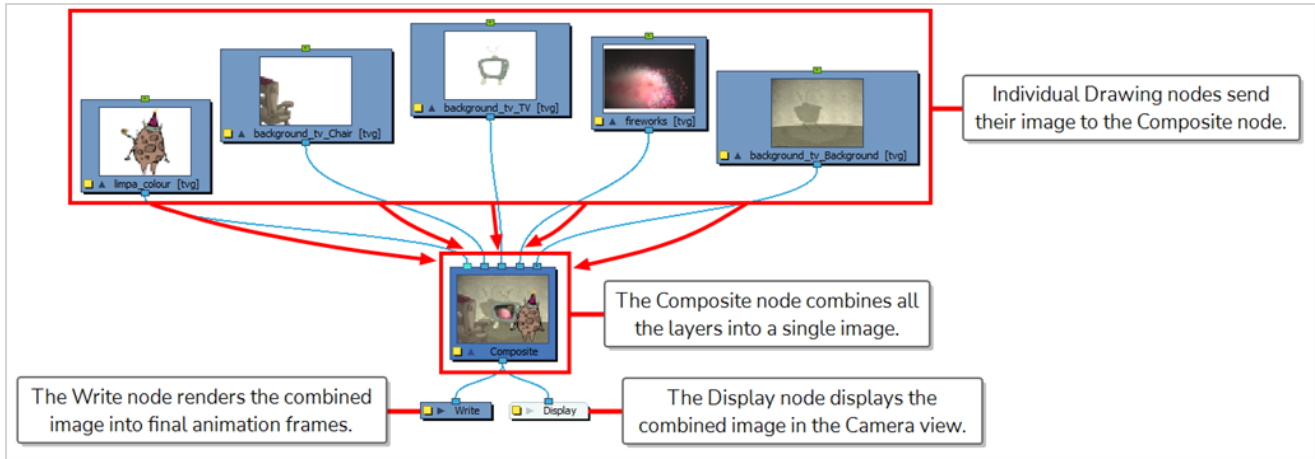 background_tv_TV [tvg]
fireworks [tvg]
background_tv_Chair [tvg]
background_tv_Background [tvg]
limpa_colour [tvg]
Individual Drawing nodes send
their image to the Composite node.
Composite
The Composite node combines all
the layers into a single image.
The Write node renders the combined
image into final animation frames.
Write
Display
The Display node displays the
combined image in the Camera view.